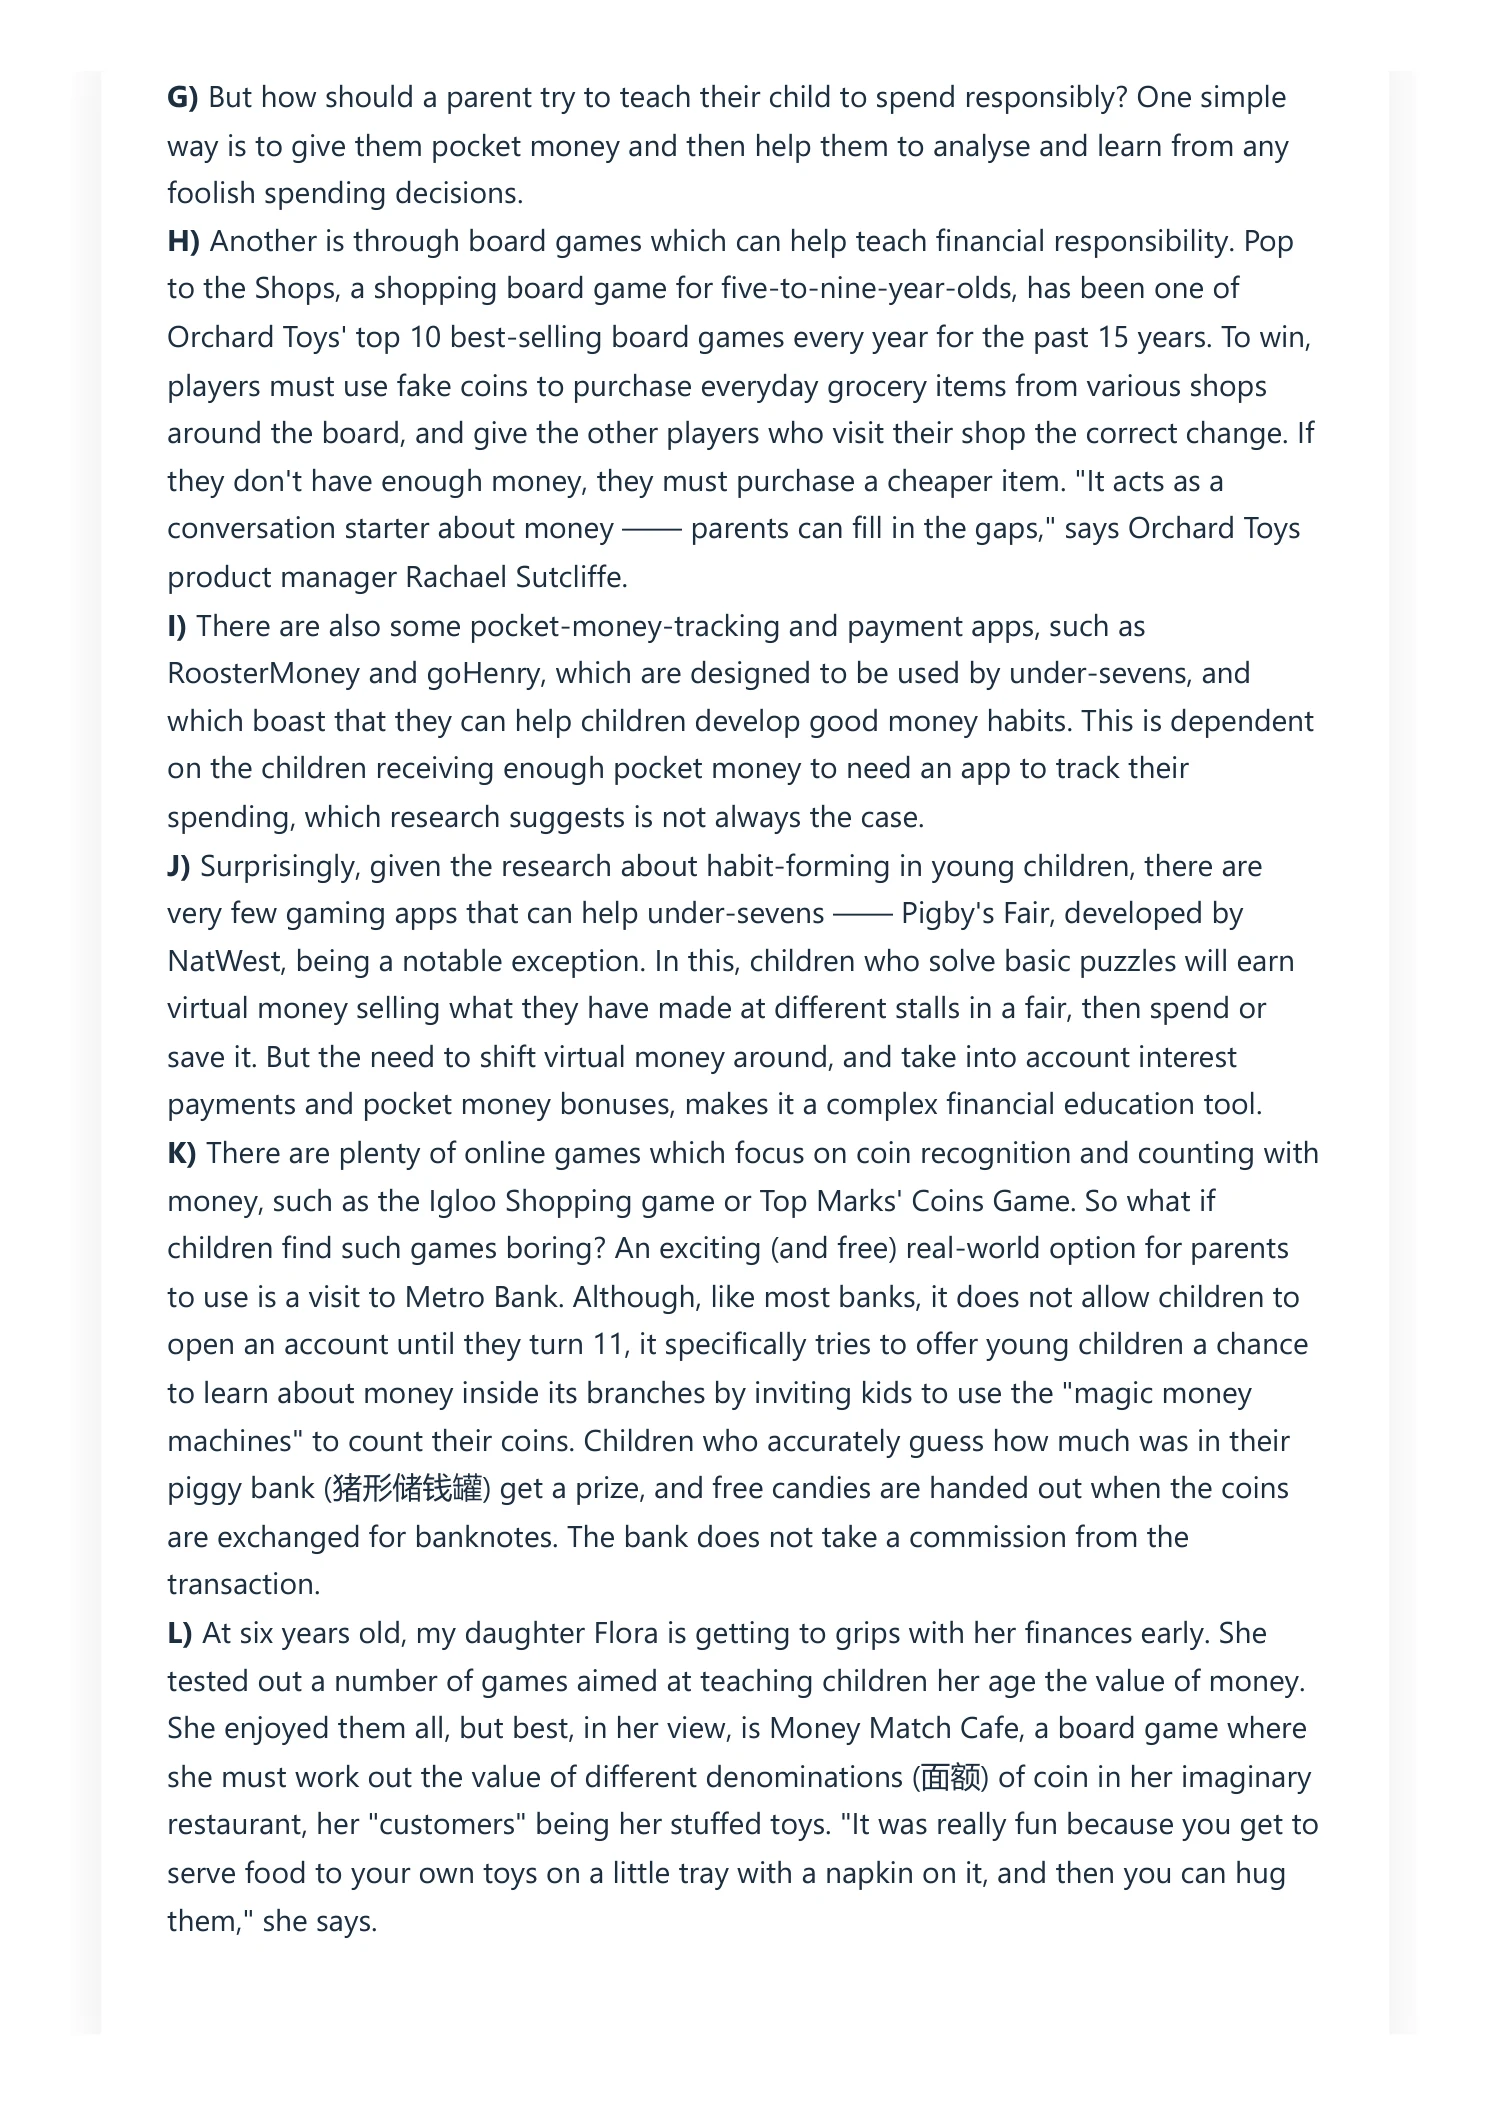 G) But how should a parent try to teach their child to spend responsibly? One simple
way is to give them pocket money and then help them to analyse and learn from any
foolish spending decisions.
H) Another is through board games which can help teach financial responsibility. Pop
to the Shops, a shopping board game for five-to-nine-year-olds, has been one of
Orchard Toys' top 10 best-selling board games every year for the past 15 years. To win,
players must use fake coins to purchase everyday grocery items from various shops
around the board, and give the other players who visit their shop the correct change. If
they don't have enough money, they must purchase a cheaper item. "It acts as a
conversation starter about money —— parents can fill in the gaps," says Orchard Toys
product manager Rachael Sutcliffe.
I) There are also some pocket-money-tracking and payment apps, such as
RoosterMoney and goHenry, which are designed to be used by under-sevens, and
which boast that they can help children develop good money habits. This is dependent
on the children receiving enough pocket money to need an app to track their
spending, which research suggests is not always the case.
J) Surprisingly, given the research about habit-forming in young children, there are
very few gaming apps that can help under-sevens —— Pigby's Fair, developed by
NatWest, being a notable exception. In this, children who solve basic puzzles will earn
virtual money selling what they have made at different stalls in a fair, then spend or
save it. But the need to shift virtual money around, and take into account interest
payments and pocket money bonuses, makes it a complex financial education tool.
K) There are plenty of online games which focus on coin recognition and counting with
money, such as the Igloo Shopping game or Top Marks' Coins Game. So what if
children find such games boring? An exciting (and free) real-world option for parents
to use is a visit to Metro Bank. Although, like most banks, it does not allow children to
open an account until they turn 11, it specifically tries to offer young children a chance
to learn about money inside its branches by inviting kids to use the "magic money
machines" to count their coins. Children who accurately guess how much was in their
piggy bank (猪形储钱罐) get a prize, and free candies are handed out when the coins
are exchanged for banknotes. The bank does not take a commission from the
transaction.
L) At six years old, my daughter Flora is getting to grips with her finances early. She
tested out a number of games aimed at teaching children her age the value of money.
She enjoyed them all, but best, in her view, is Money Match Cafe, a board game where
she must work out the value of different denominations (面额) of coin in her imaginary
restaurant, her "customers" being her stuffed toys. "It was really fun because you get to
serve food to your own toys on a little tray with a napkin on it, and then you can hug
them," she says.